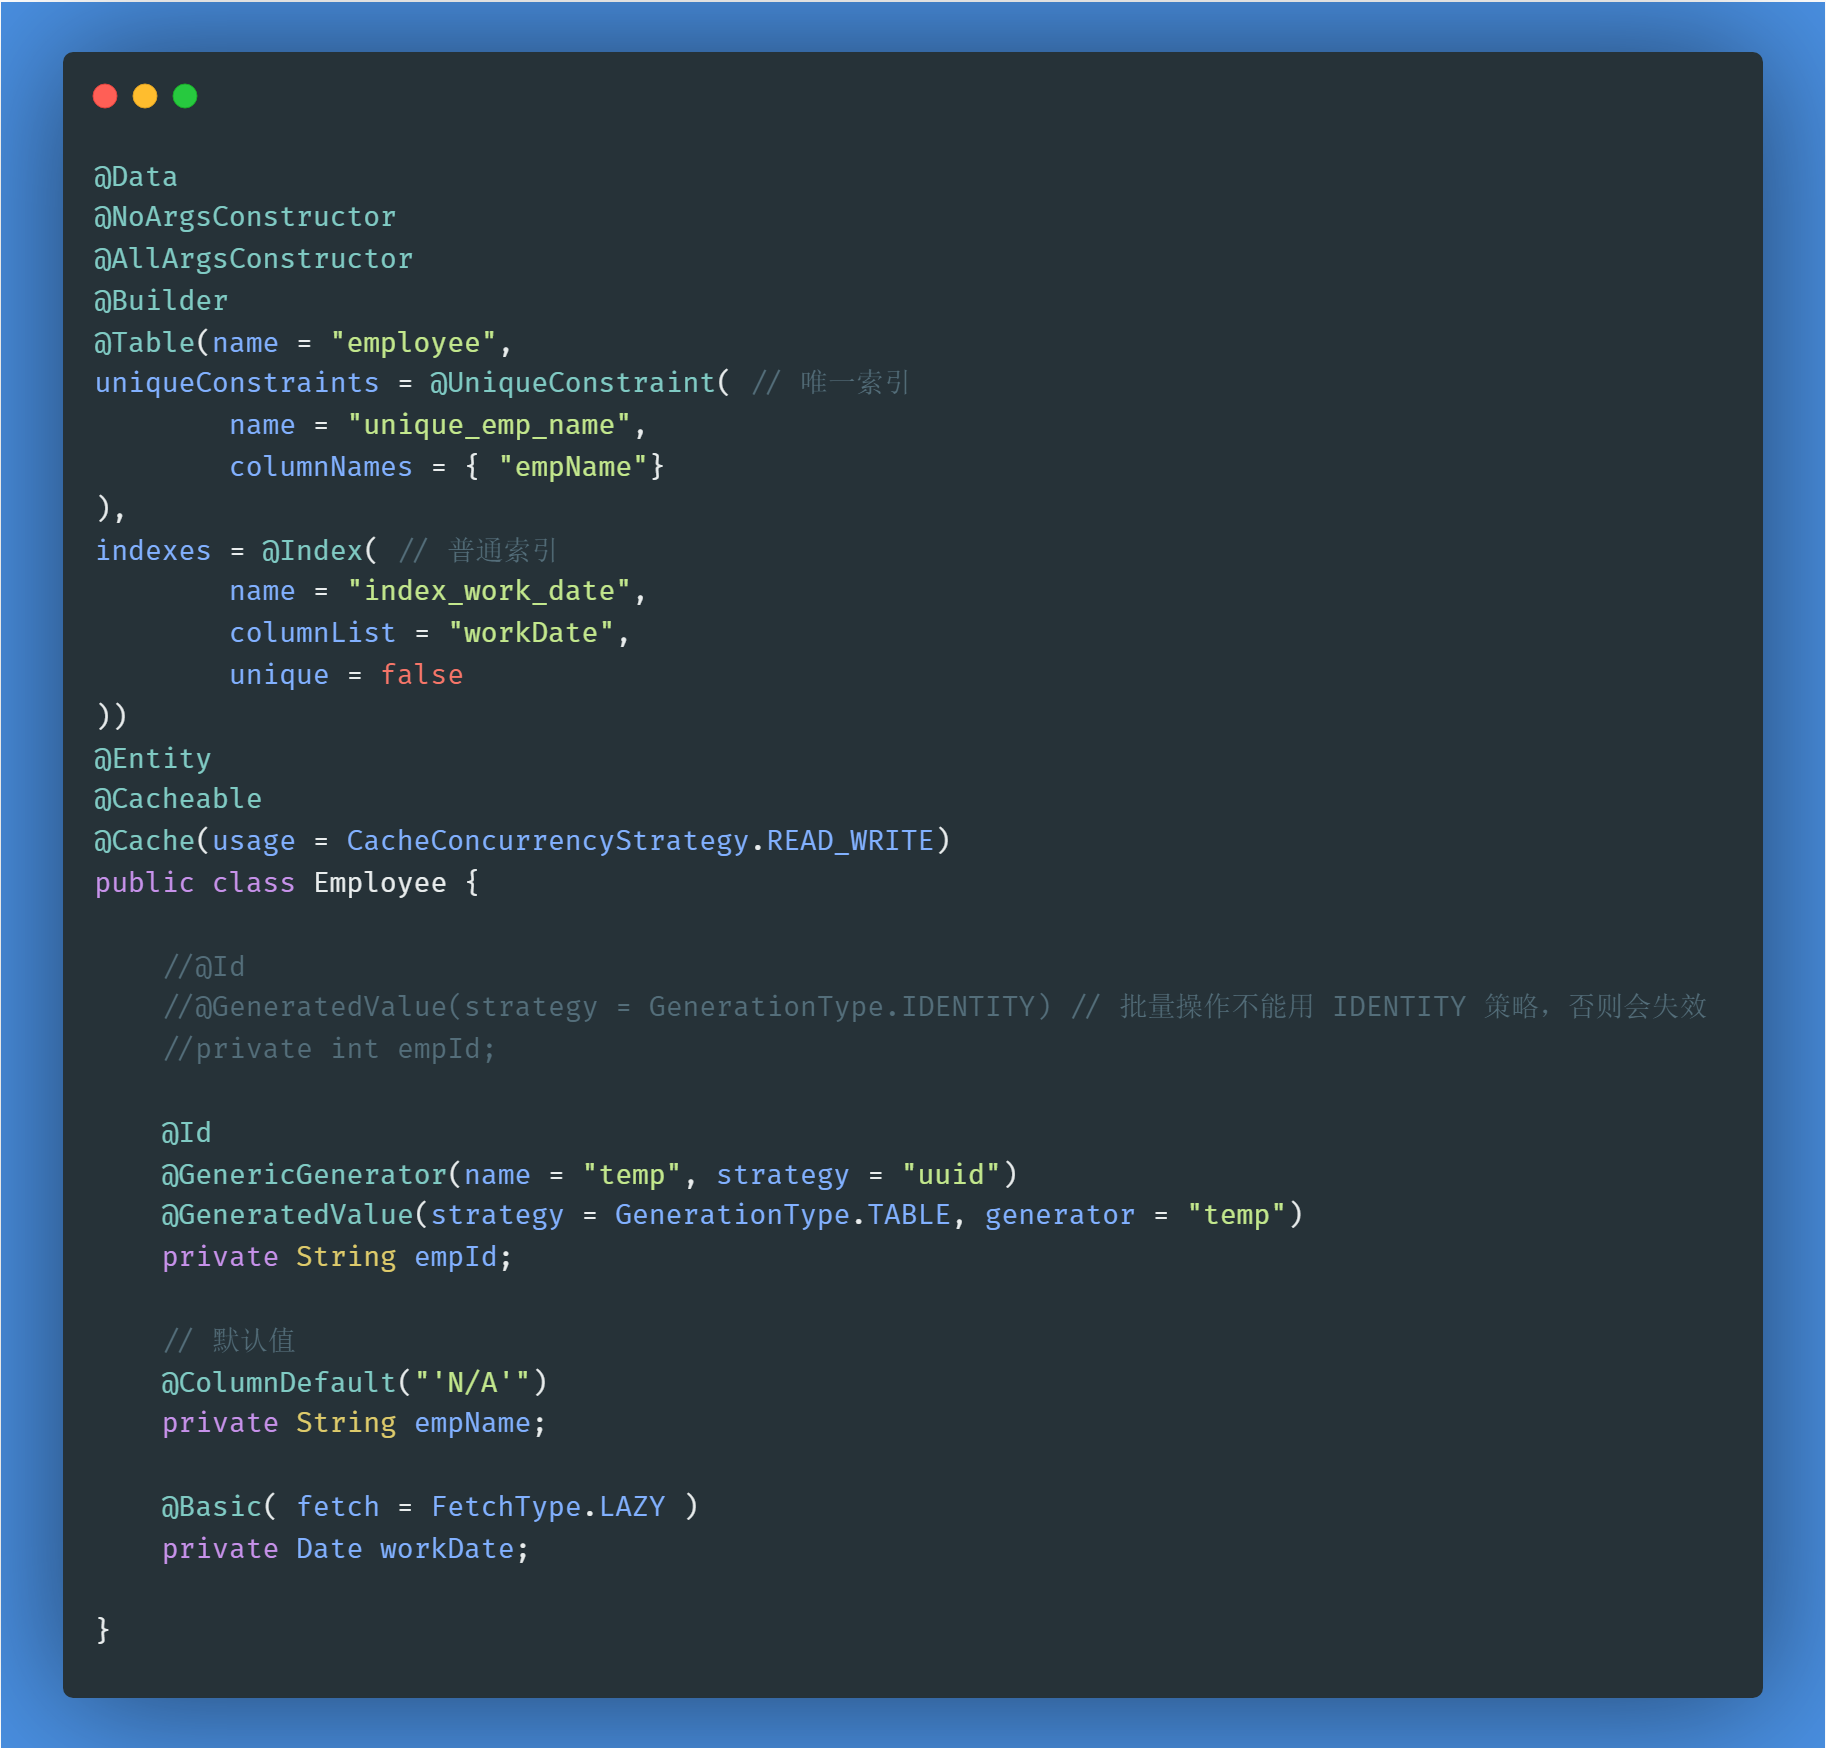 @Data
@NoArgsConstructor
@AllArgsConstructor
@Builder
@Table(name = "employee",
uniqueConstraints = @UniqueConstraint( // 唯一索引
        name = "unique_emp_name",
        columnNames = { "empName"}
),
indexes = @Index( // 普通索引
        name = "index_work_date",
        columnList = "workDate",
        unique = false
))
@Entity
@Cacheable
@Cache(usage = CacheConcurrencyStrategy.READ_WRITE)
public class Employee {
    //@Id
    //@GeneratedValue(strategy = GenerationType.IDENTITY) // 批量操作不能用 IDENTITY 策略，否则会失效
    //private int empId;
    @Id
    @GenericGenerator(name = "temp", strategy = "uuid")
    @GeneratedValue(strategy = GenerationType.TABLE, generator = "temp")
    private String empId;
    // 默认值
    @ColumnDefault("'N/A'")
    private String empName;
    @Basic( fetch = FetchType.LAZY )
    private Date workDate;
}